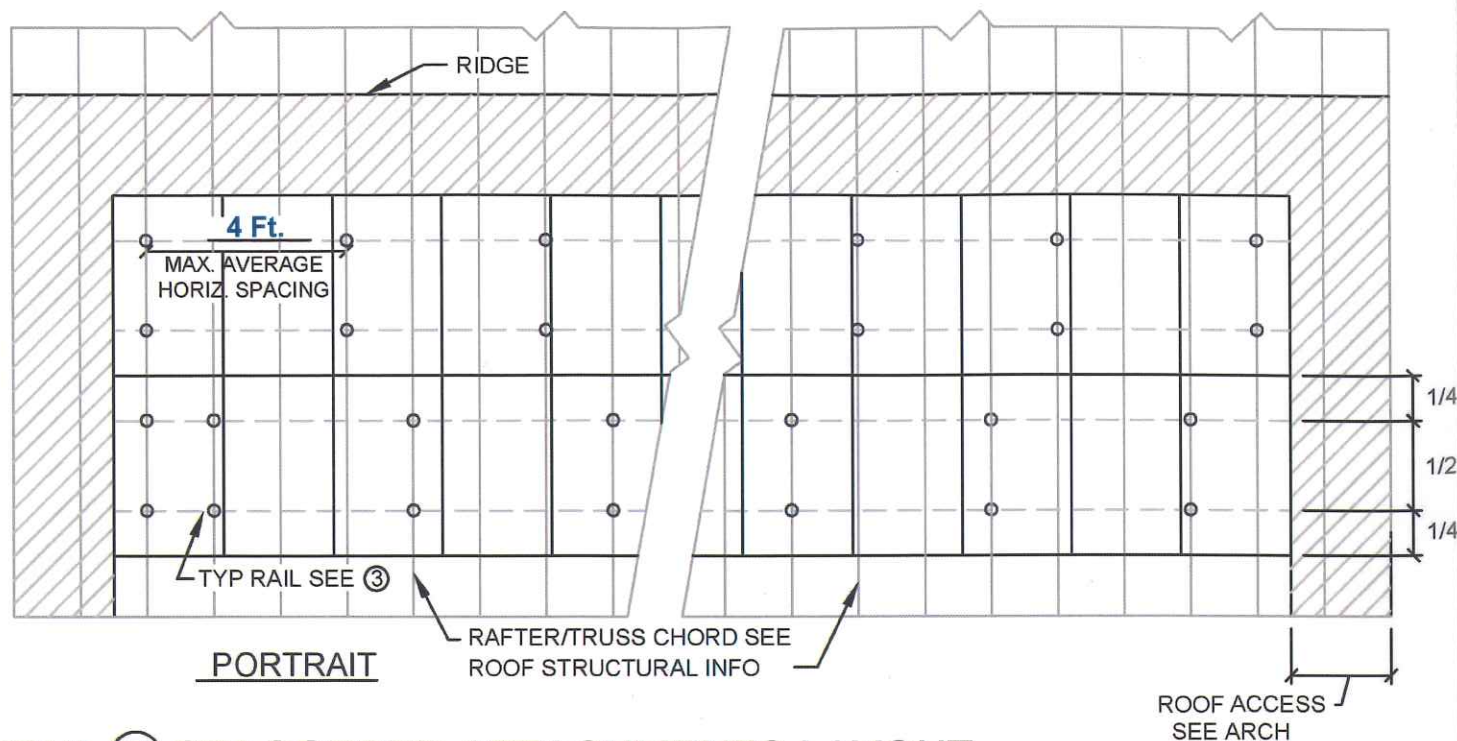 RIDGE
4 Ft.
MAX. AVERAGE
HORIZ. SPACING
1/4
1/2
1/4
TYP RAIL SEE 3
RAFTER/TRUSS CHORD SEE
ROOF STRUCTURAL INFO
PORTRAIT
ROOF ACCESS
SEE ARCH